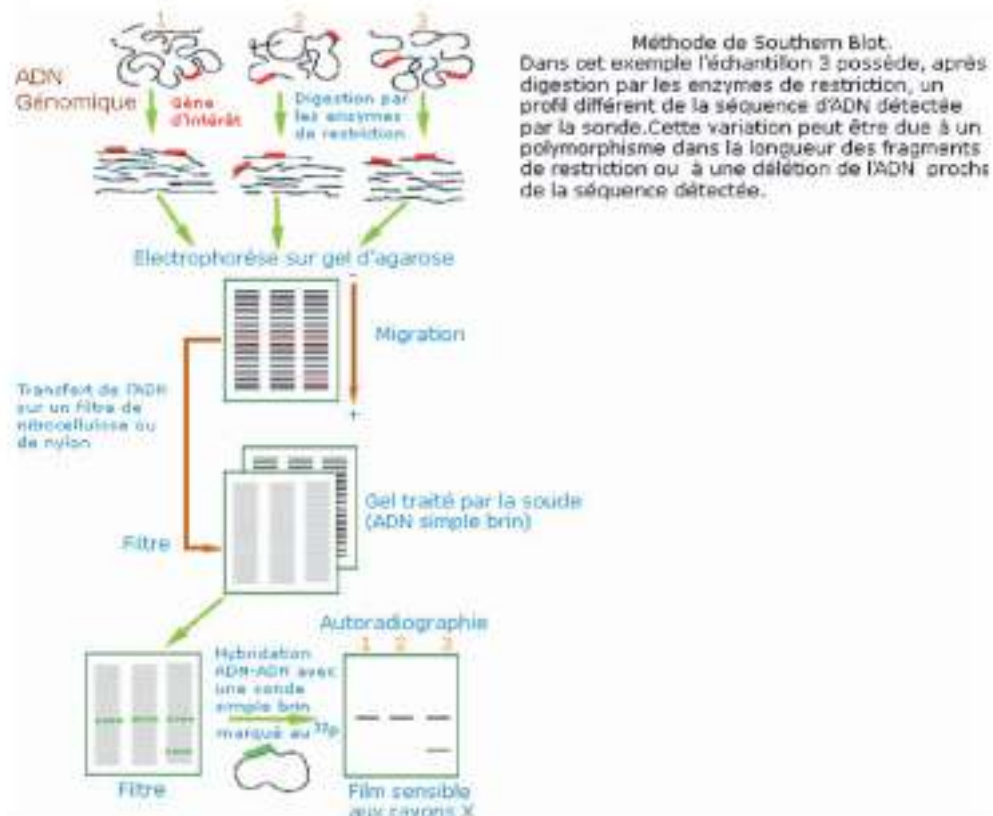 1 2 3
ADN
Génomique
Gène
d'intérêt
Digestion par
les enzymes
de restriction
Méthode de Southern Blot.
Dans cet exemple l'échantillon 3 possède, après
digestion par les enzymes de restriction, un
profil différent de la séquence d'ADN détectée
par la sonde.Cette variation peut être due à un
polymorphisme dans la longueur des fragments
de restriction ou à une délétion de l'ADN proche
de la séquence détectée.
Electrophorèse sur gel d'agarose
-
Migration
+
Transfert de l'ADN
sur un filtre de
nitrocellulose ou
de nylon
Gel traité par la soude
(ADN simple brin)
Filtre
Autoradiographie
1 2 3
Hybridation
ADN-ADN avec
une sonde
simple brin
marqué au ³²P
Filtre
Film sensible
aux rayons X